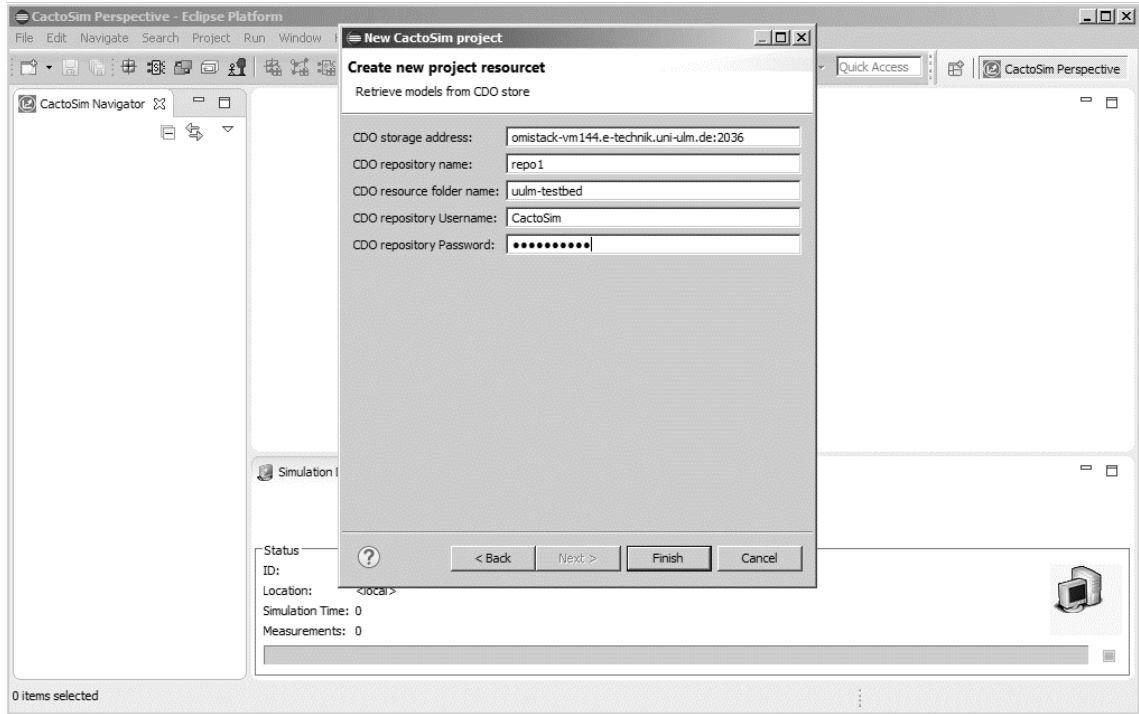 CactoSim Perspective - Eclipse Platform
File Edit Navigate Search Project Run Window
New CactoSim project
Create new project resourcet
Retrieve models from CDO store
Quick Access
CactoSim Perspective
CactoSim Navigator
CDO storage address: omistack-vm144.e-technik.uni-ulm.de:2036
CDO repository name: repo1
CDO resource folder name: uulm-testbed
CDO repository Username: CactoSim
CDO repository Password: ●●●●●●●●●●
Simulation
< Back Next > Finish Cancel
Status
ID:
Location: <local>
Simulation Time: 0
Measurements: 0
0 items selected